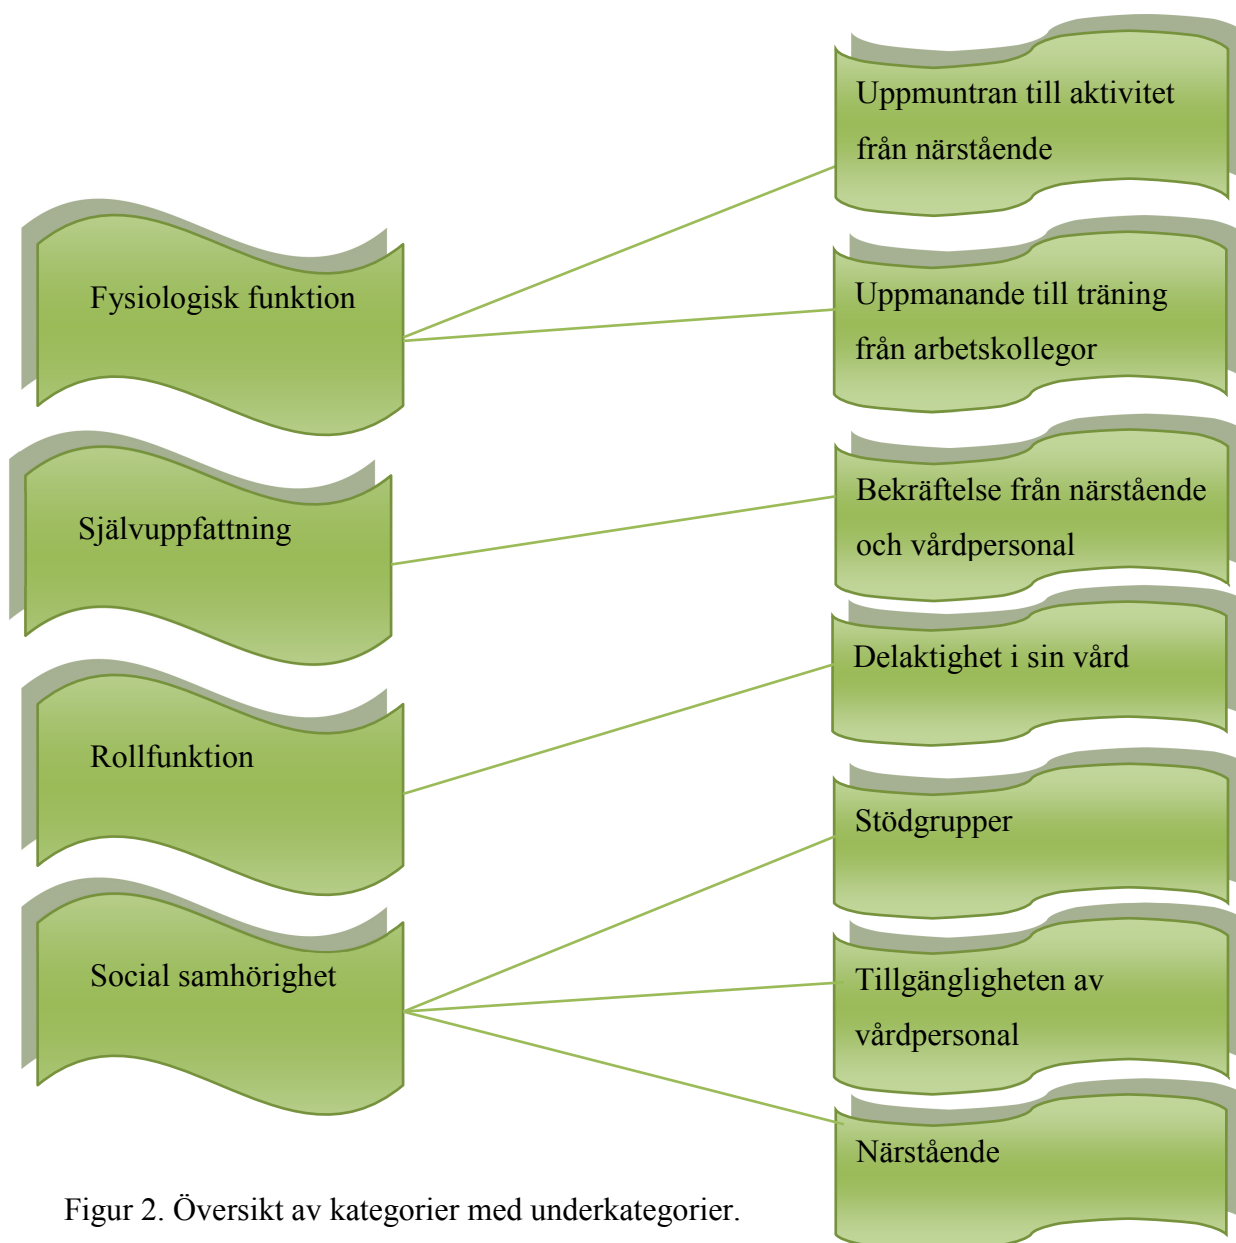 Fysiologisk funktion
Självuppfattning
Rollfunktion
Social samhörighet
Uppmuntran till aktivitet
från närstående
Uppmanande till träning
från arbetskollegor
Bekräftelse från närstående
och vårdpersonal
Delaktighet i sin vård
Stödgrupper
Tillgängligheten av
vårdpersonal
Närstående
Figur 2. Översikt av kategorier med underkategorier.